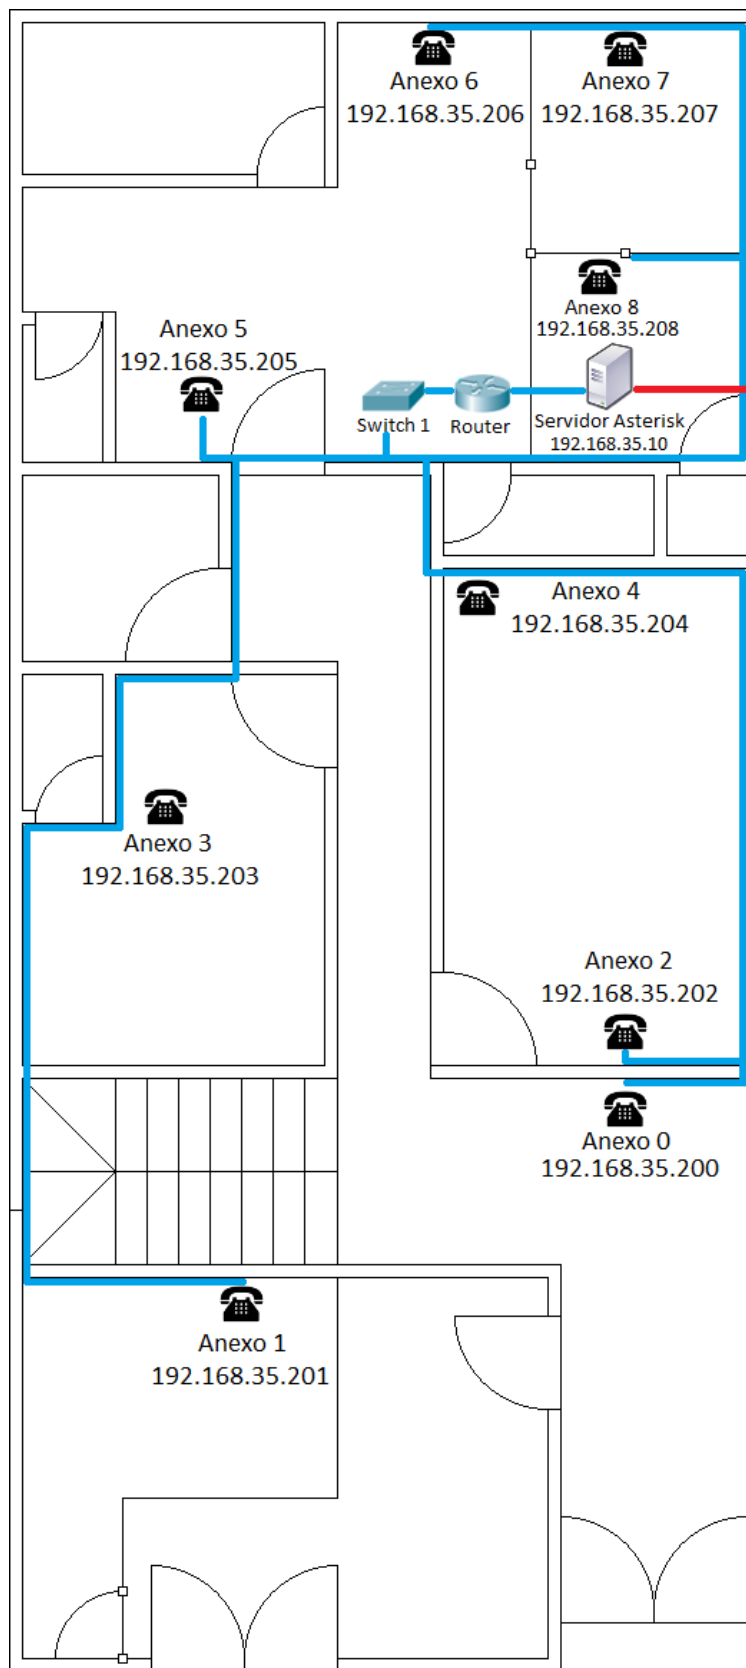 Anexo 6
192.168.35.206
Anexo 7
192.168.35.207
Anexo 8
192.168.35.208
Anexo 5
192.168.35.205
Switch 1
Router
Servidor Asterisk
192.168.35.10
Anexo 4
192.168.35.204
Anexo 3
192.168.35.203
Anexo 2
192.168.35.202
Anexo 0
192.168.35.200
Anexo 1
192.168.35.201